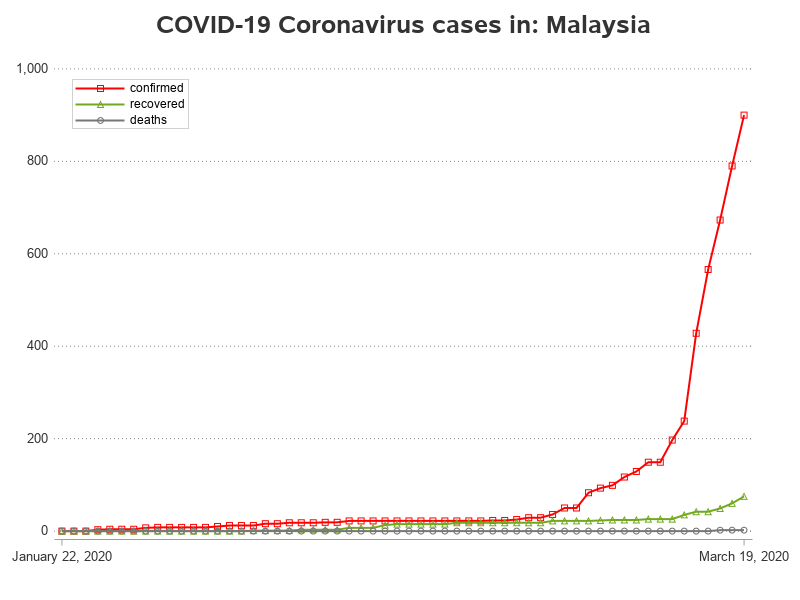 COVID-19 Coronavirus cases in: Malaysia
1,000
confirmed
recovered
deaths
800
600
400
200
0
January 22, 2020
March 19, 2020